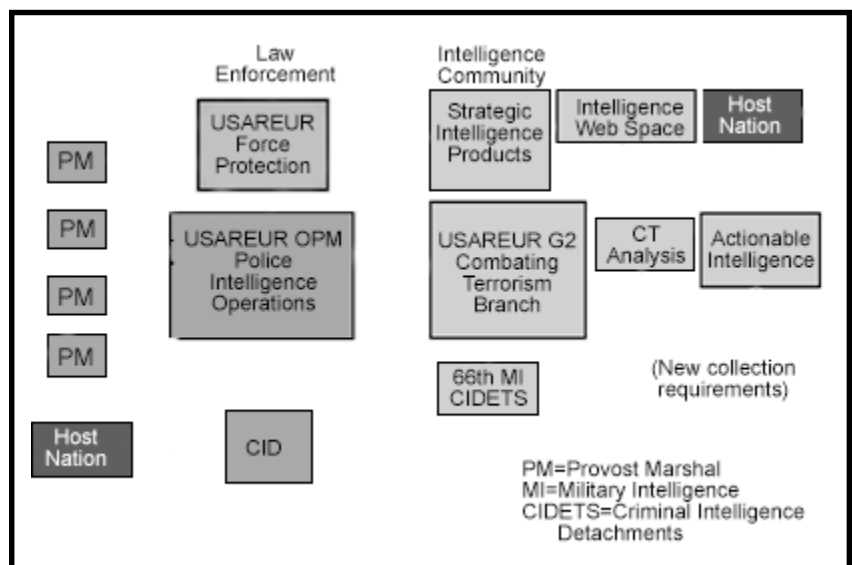 Law
Enforcement
Intelligence
Community
PM
PM
PM
PM
Host
Nation
USAREUR
Force
Protection
USAREUR OPM
Police
Intelligence
Operations
CID
Strategic
Intelligence
Products
Intelligence
Web Space
Host
Nation
USAREUR G2
Combating
Terrorism
Branch
CT
Analysis
Actionable
Intelligence
66th MI
CIDETS
(New collection
requirements)
PM=Provost Marshal
MI=Military Intelligence
CIDETS=Criminal Intelligence
Detachments